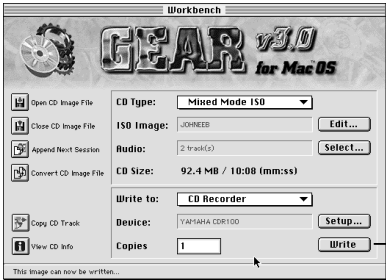 Workbench
GEAR v3.0
for Mac OS
Open CD Image File
CD Type: Mixed Mode ISO
Close CD Image File
ISO Image: JOHNEEB Edit...
Append Next Session
Audio: 2 track(s) Select...
Convert CD Image File
CD Size: 92.4 MB / 10:08 (mm:ss)
Write to: CD Recorder
Copy CD Track
Device: YAMAHA CDR100 Setup...
View CD Info
Copies 1 Write
This image can now be written...